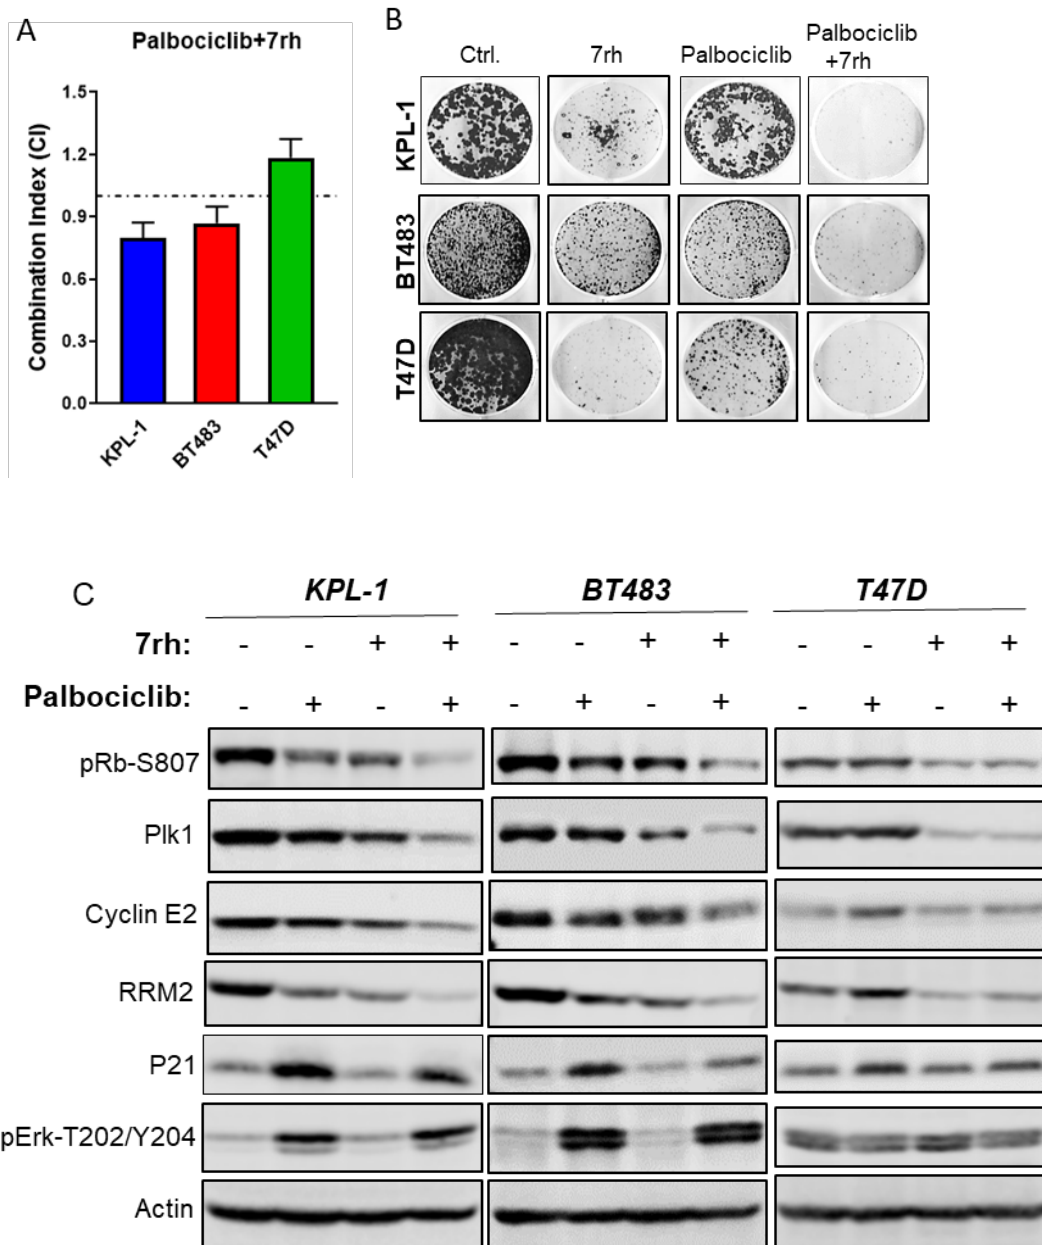 A
Palbociclib+7rh
Combination Index (CI)
1.5
1.2
0.9
0.6
0.3
0.0
KPL-1
BT483
T47D
B
Ctrl.
7rh
Palbociclib
Palbociclib
+7rh
KPL-1
BT483
T47D
C
KPL-1
BT483
T47D
7rh: - - + + - - + + - - + +
Palbociclib: - + - + - + - + - + - +
pRb-S807
Plk1
Cyclin E2
RRM2
P21
pErk-T202/Y204
Actin